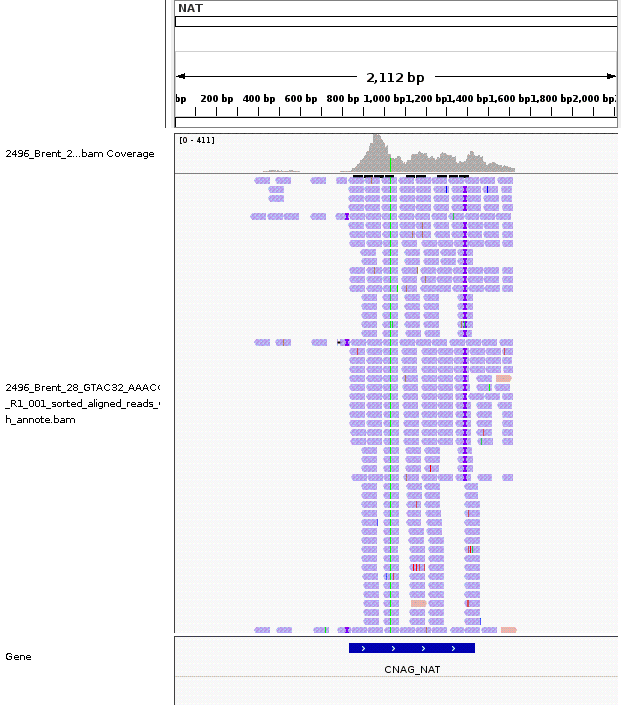 NAT
2,112 bp
bp 200 bp 400 bp 600 bp 800 bp 1,000 bp 1,200 bp 1,400 bp 1,600 bp 1,800 bp 2,000 bp
[0 - 411]
2496_Brent_2...bam Coverage
2496_Brent_28_GTAC32_AAAC
_R1_001_sorted_aligned_reads_
h_annote.bam
Gene
CNAG_NAT